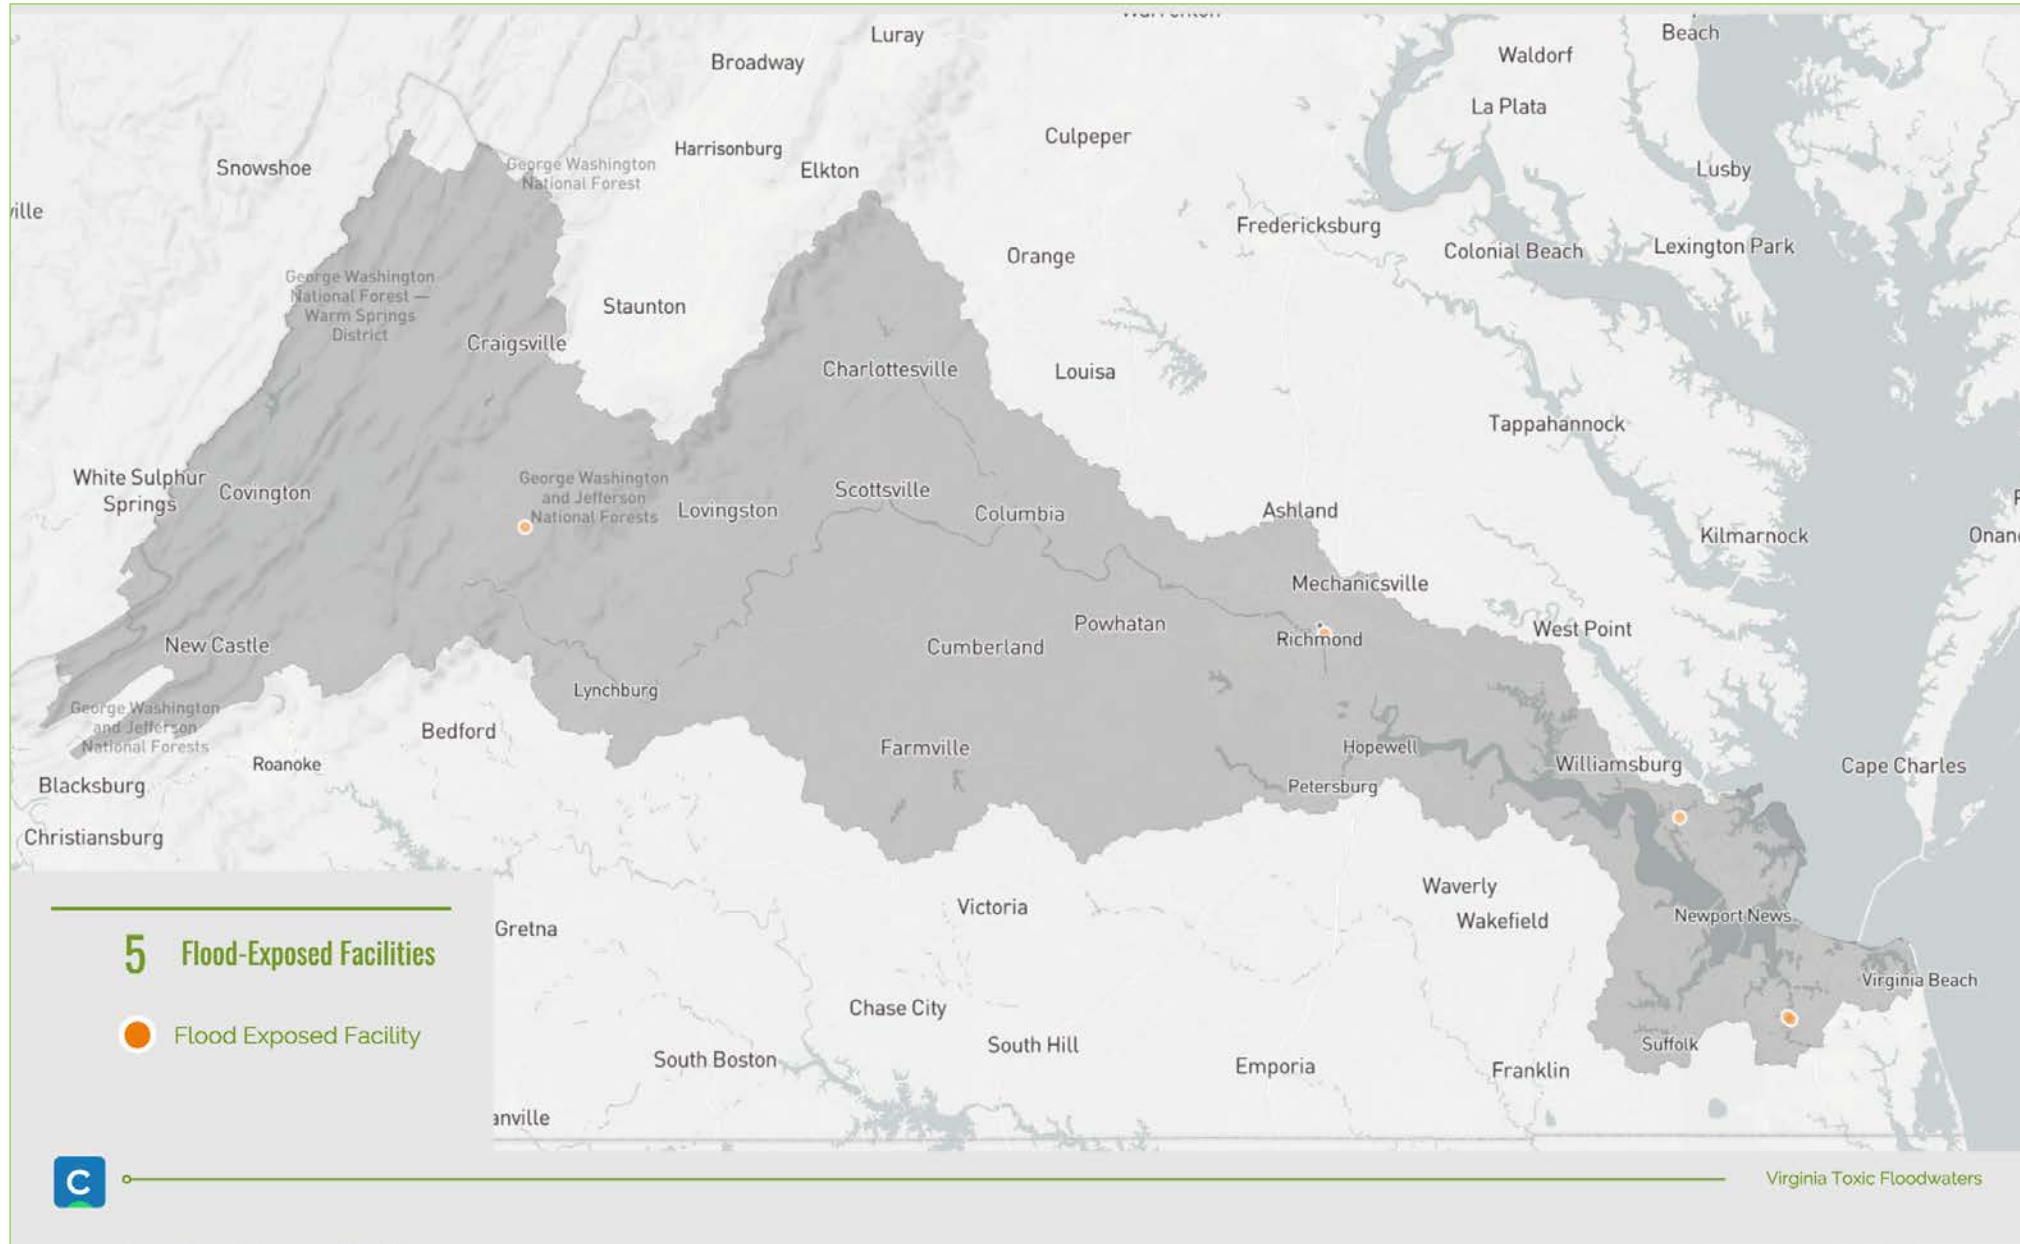 Luray
Beach
Waldorf
Broadway
La Plata
Culpeper
Harrisonburg
George Washington
National Forest
Snowshoe
Elkton
Lusby
Fredericksburg
Colonial Beach
Lexington Park
Orange
George Washington
National Forest —
Warm Springs
District
Staunton
Craigsville
Charlottesville
Louisa
Tappahannock
White Sulphur
Springs
Covington
George Washington
and Jefferson
National Forests
Lovingston
Scottsville
Columbia
Ashland
Kilmarnock
Mechanicsville
Powhatan
Richmond
West Point
New Castle
Cumberland
Lynchburg
George Washington
and Jefferson
National Forests
Bedford
Farmville
Hopewell
Roanoke
Williamsburg
Cape Charles
Blacksburg
Petersburg
Christiansburg
Waverly
Victoria
Newport News
Wakefield
Gretna
Virginia Beach
Chase City
South Hill
Suffolk
South Boston
Emporia
Franklin
5 Flood-Exposed Facilities
Flood Exposed Facility
C
Virginia Toxic Floodwaters